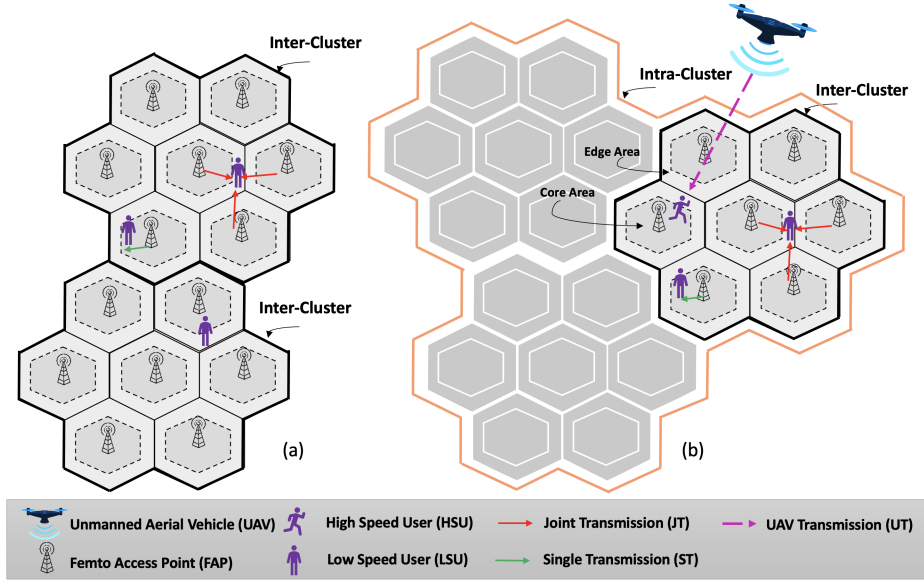 Inter-Cluster
Inter-Cluster
(a)
Intra-Cluster
Inter-Cluster
Edge Area
Core Area
(b)
Unmanned Aerial Vehicle (UAV)
High Speed User (HSU)
Joint Transmission (JT)
UAV Transmission (UT)
Femto Access Point (FAP)
Low Speed User (LSU)
Single Transmission (ST)